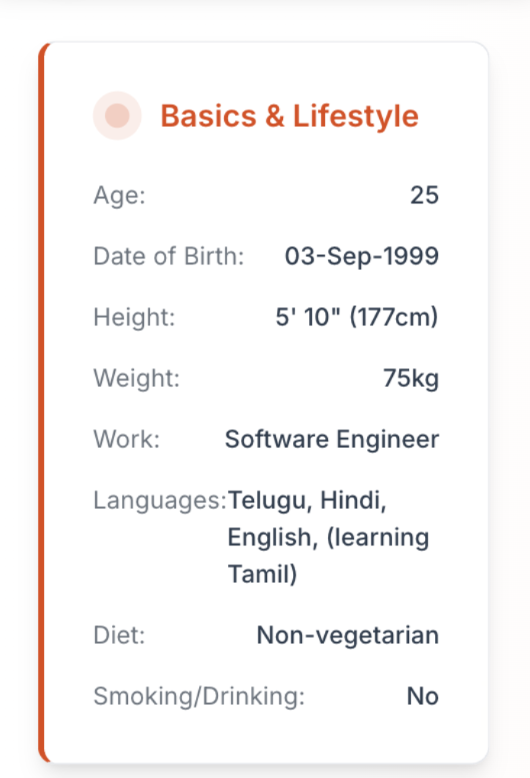 Basics & Lifestyle
Age: 25
Date of Birth: 03-Sep-1999
Height: 5' 10" (177cm)
Weight: 75kg
Work: Software Engineer
Languages:Telugu, Hindi,
English, (learning
Tamil)
Diet: Non-vegetarian
Smoking/Drinking: No